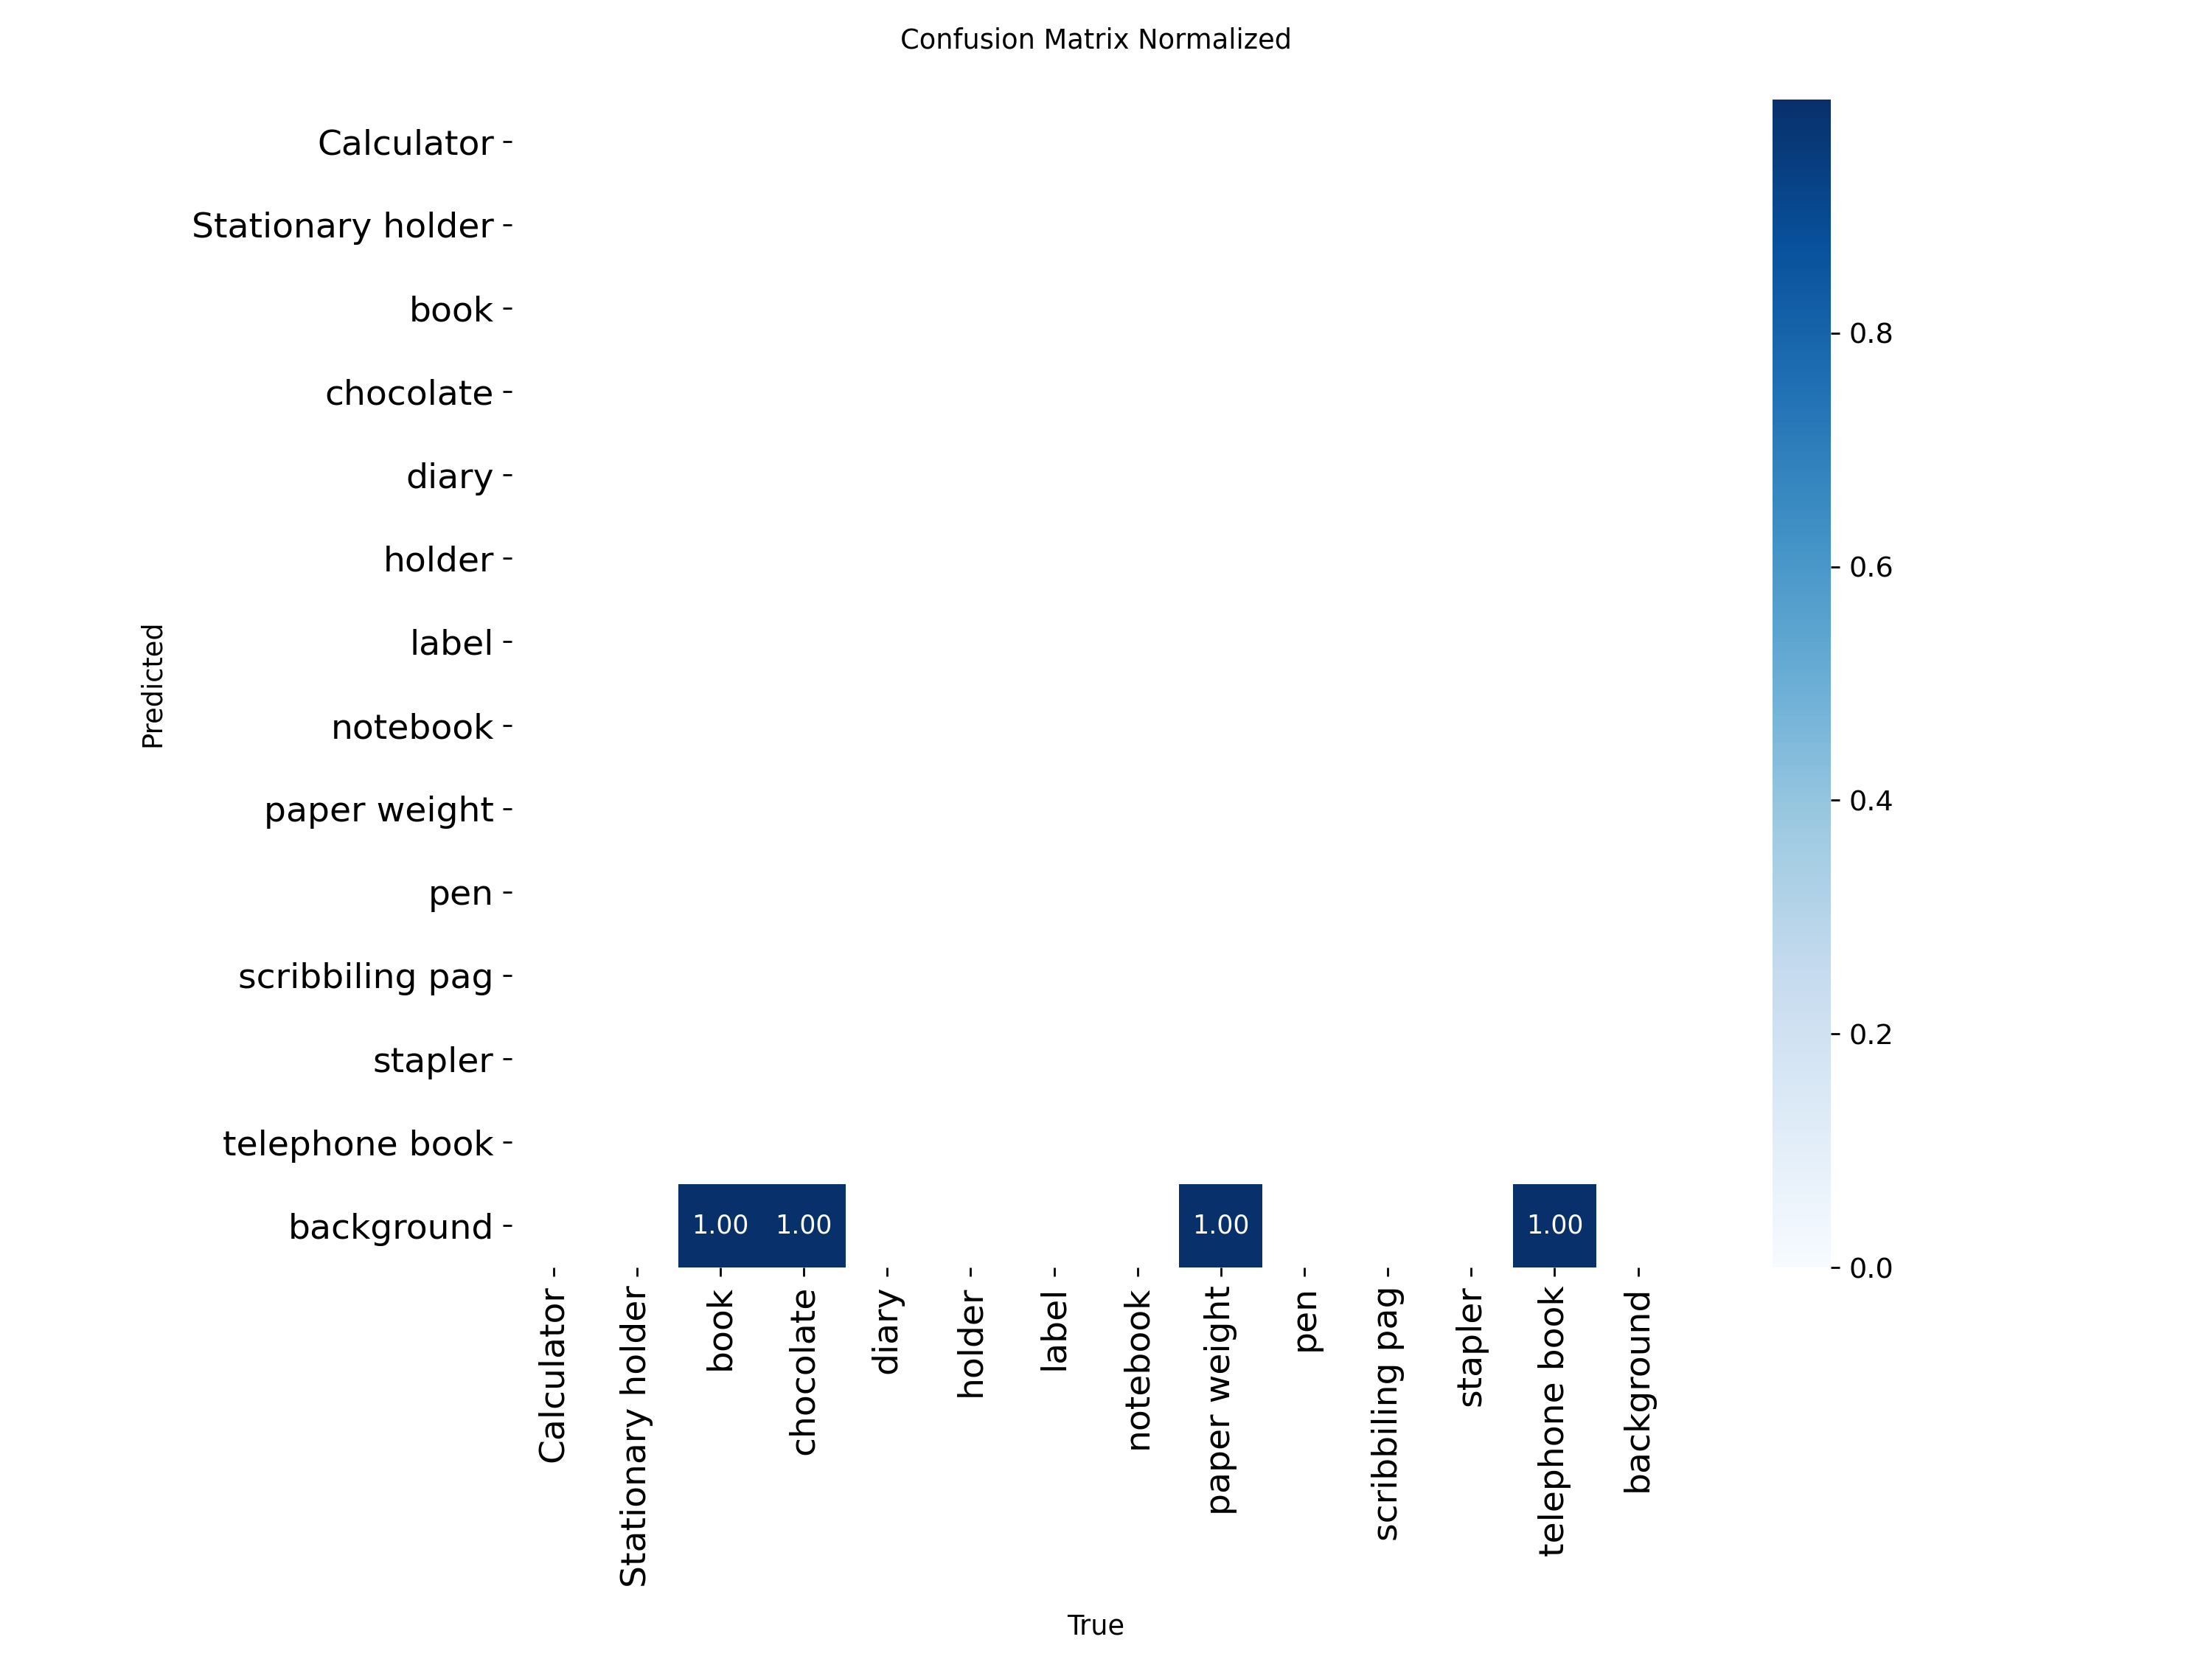 Confusion Matrix Normalized
Predicted
Calculator
Stationary holder
book
chocolate
diary
holder
label
notebook
paper weight
pen
scribbiling pag
stapler
telephone book
background
1.00 1.00 1.00 1.00
Calculator
Stationary holder
book
chocolate
diary
holder
label
notebook
paper weight
pen
scribbiling pag
stapler
telephone book
background
True
0.8
0.6
0.4
0.2
0.0